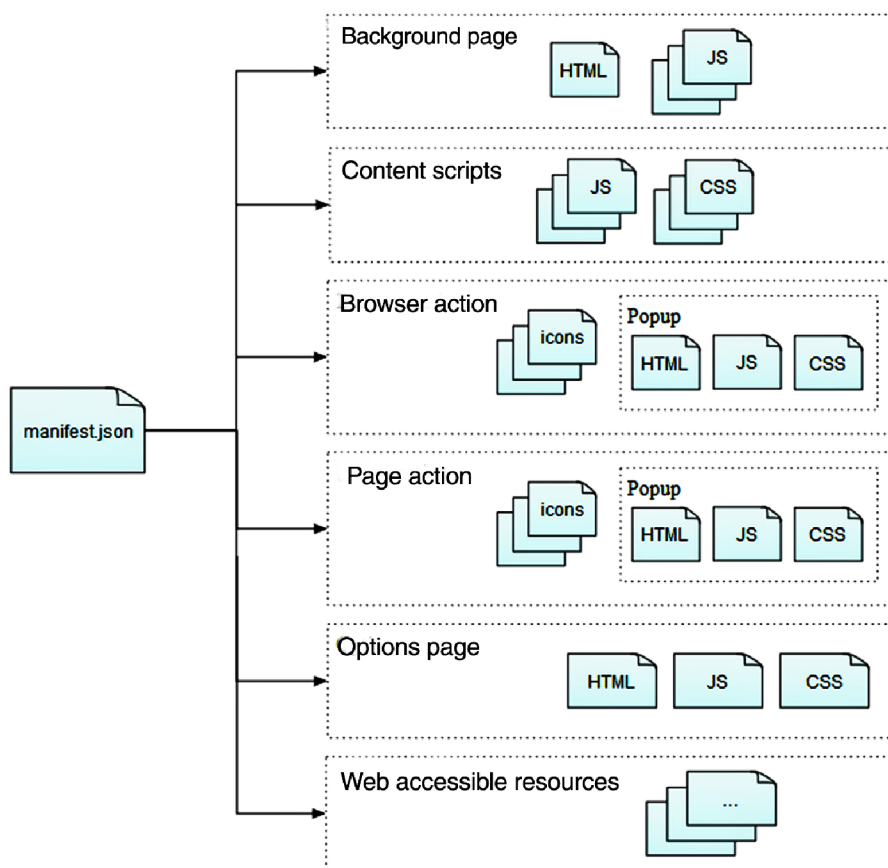 Background page
HTML
JS
Content scripts
JS
CSS
Browser action
icons
Popup
HTML
JS
CSS
manifest.json
Page action
icons
Popup
HTML
JS
CSS
Options page
HTML
JS
CSS
Web accessible resources
...